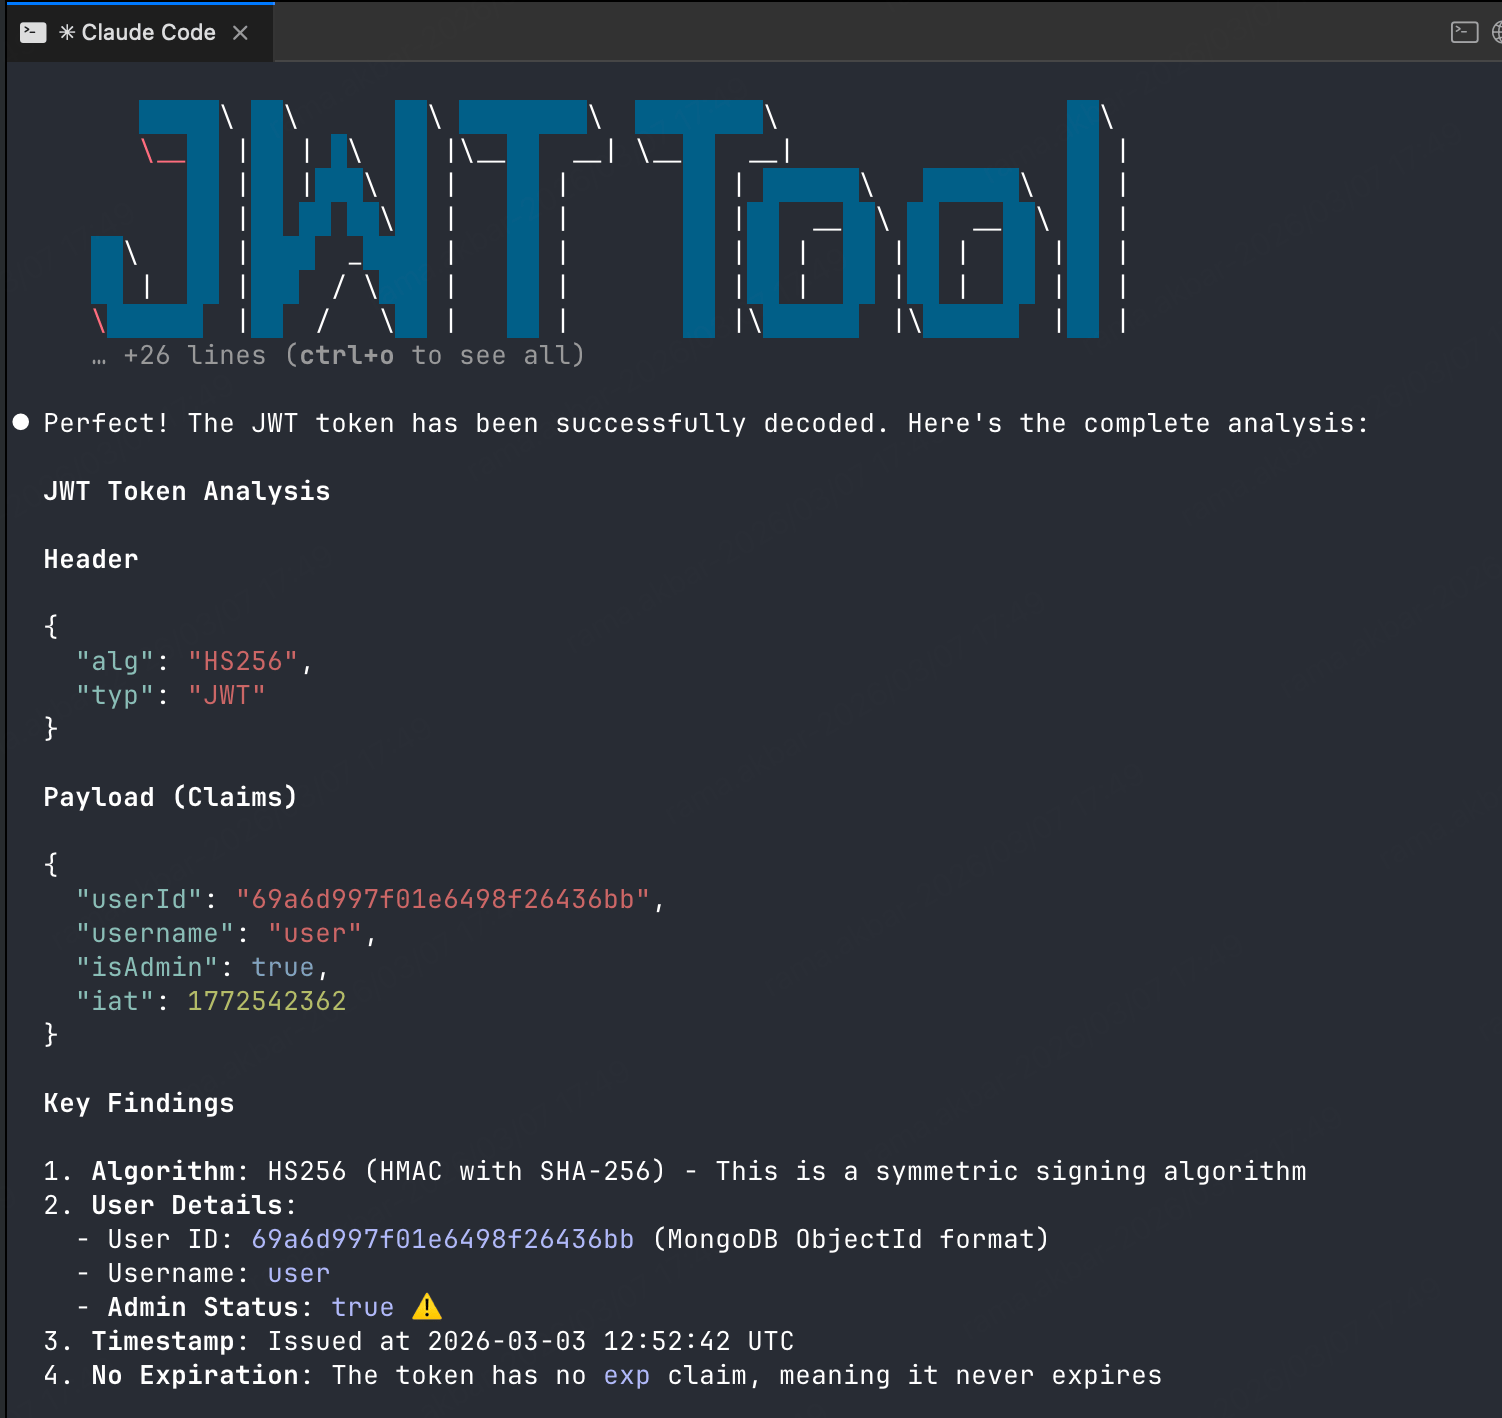 Claude Code
JWT Tool
… +26 lines (ctrl+o to see all)
Perfect! The JWT token has been successfully decoded. Here's the complete analysis:
JWT Token Analysis
Header
{
"alg": "HS256",
"typ": "JWT"
}
Payload (Claims)
{
"userId": "69a6d997f01e6498f26436bb",
"username": "user",
"isAdmin": true,
"iat": 1772542362
}
Key Findings
1. Algorithm: HS256 (HMAC with SHA-256) - This is a symmetric signing algorithm
2. User Details:
- User ID: 69a6d997f01e6498f26436bb (MongoDB ObjectId format)
- Username: user
- Admin Status: true ⚠️
3. Timestamp: Issued at 2026-03-03 12:52:42 UTC
4. No Expiration: The token has no exp claim, meaning it never expires